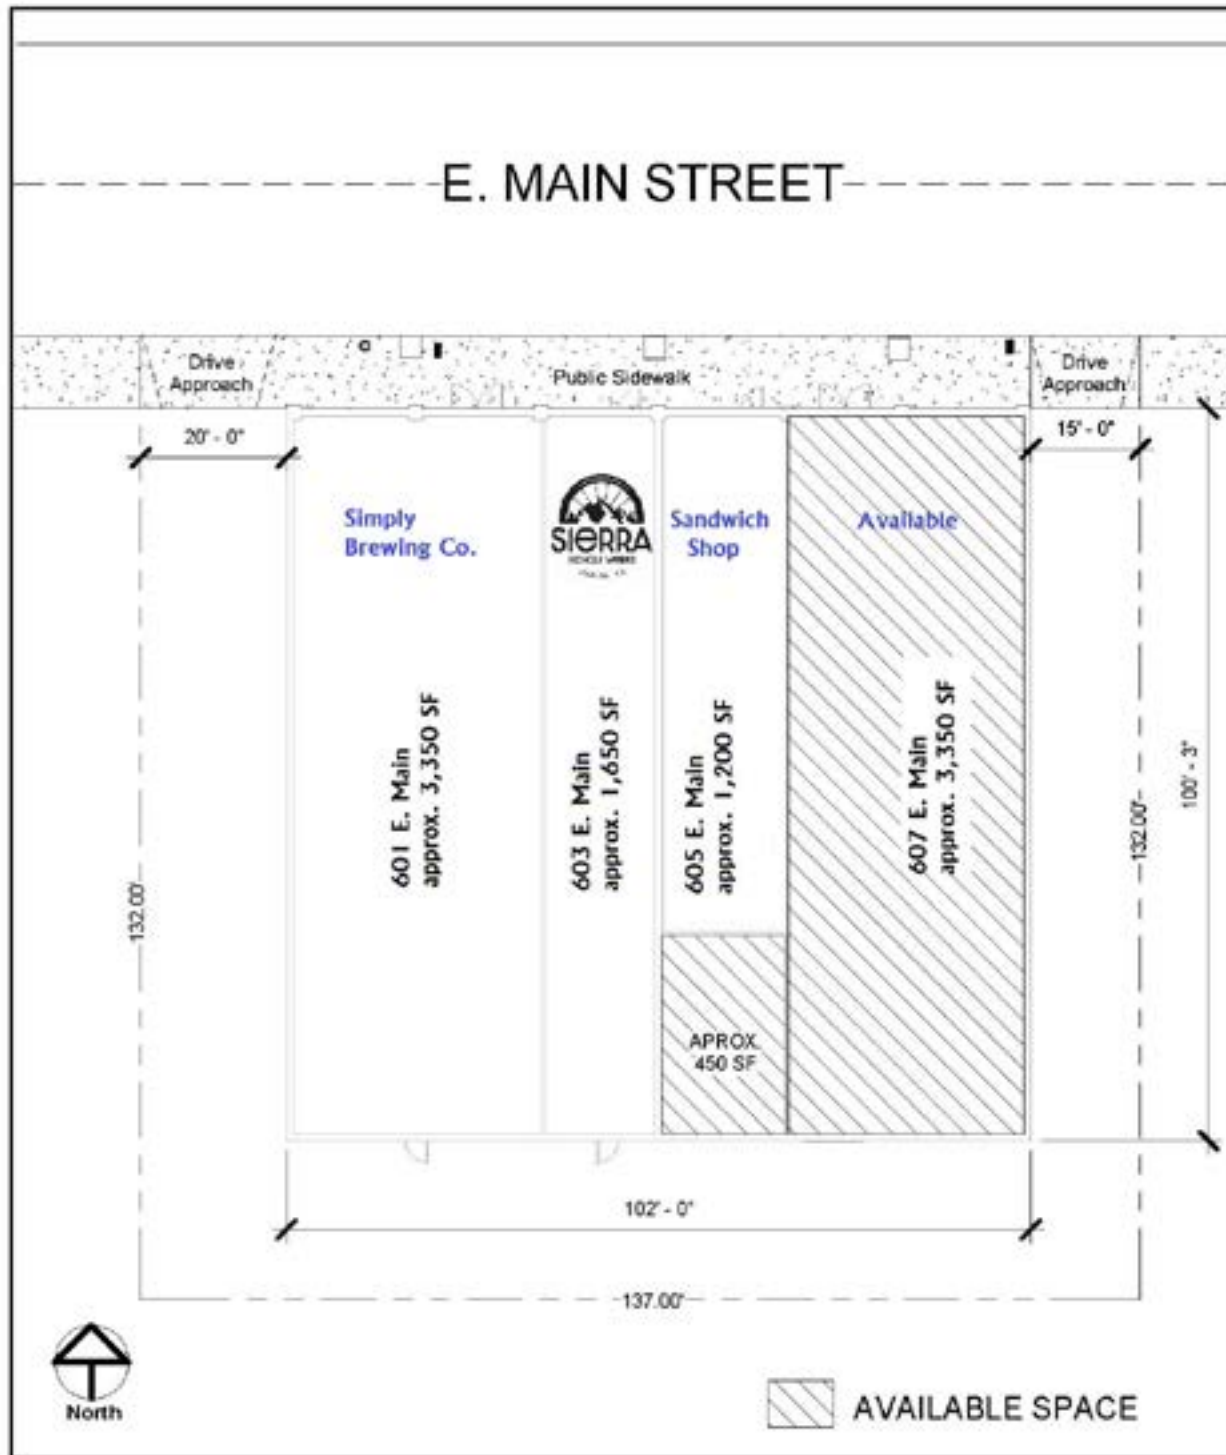 E. MAIN STREET
Drive
Approach
Public Sidewalk
Drive
Approach
20' - 0"
15' - 0"
Simply
Brewing Co.
SIERRA
Sandwich
Shop
Available
601 E. Main
approx. 3,350 SF
603 E. Main
approx. 1,650 SF
605 E. Main
approx. 1,200 SF
607 E. Main
approx. 3,350 SF
100' - 3"
132.00'
132.00'
APROX.
450 SF
102' - 0"
137.00'
North
AVAILABLE SPACE